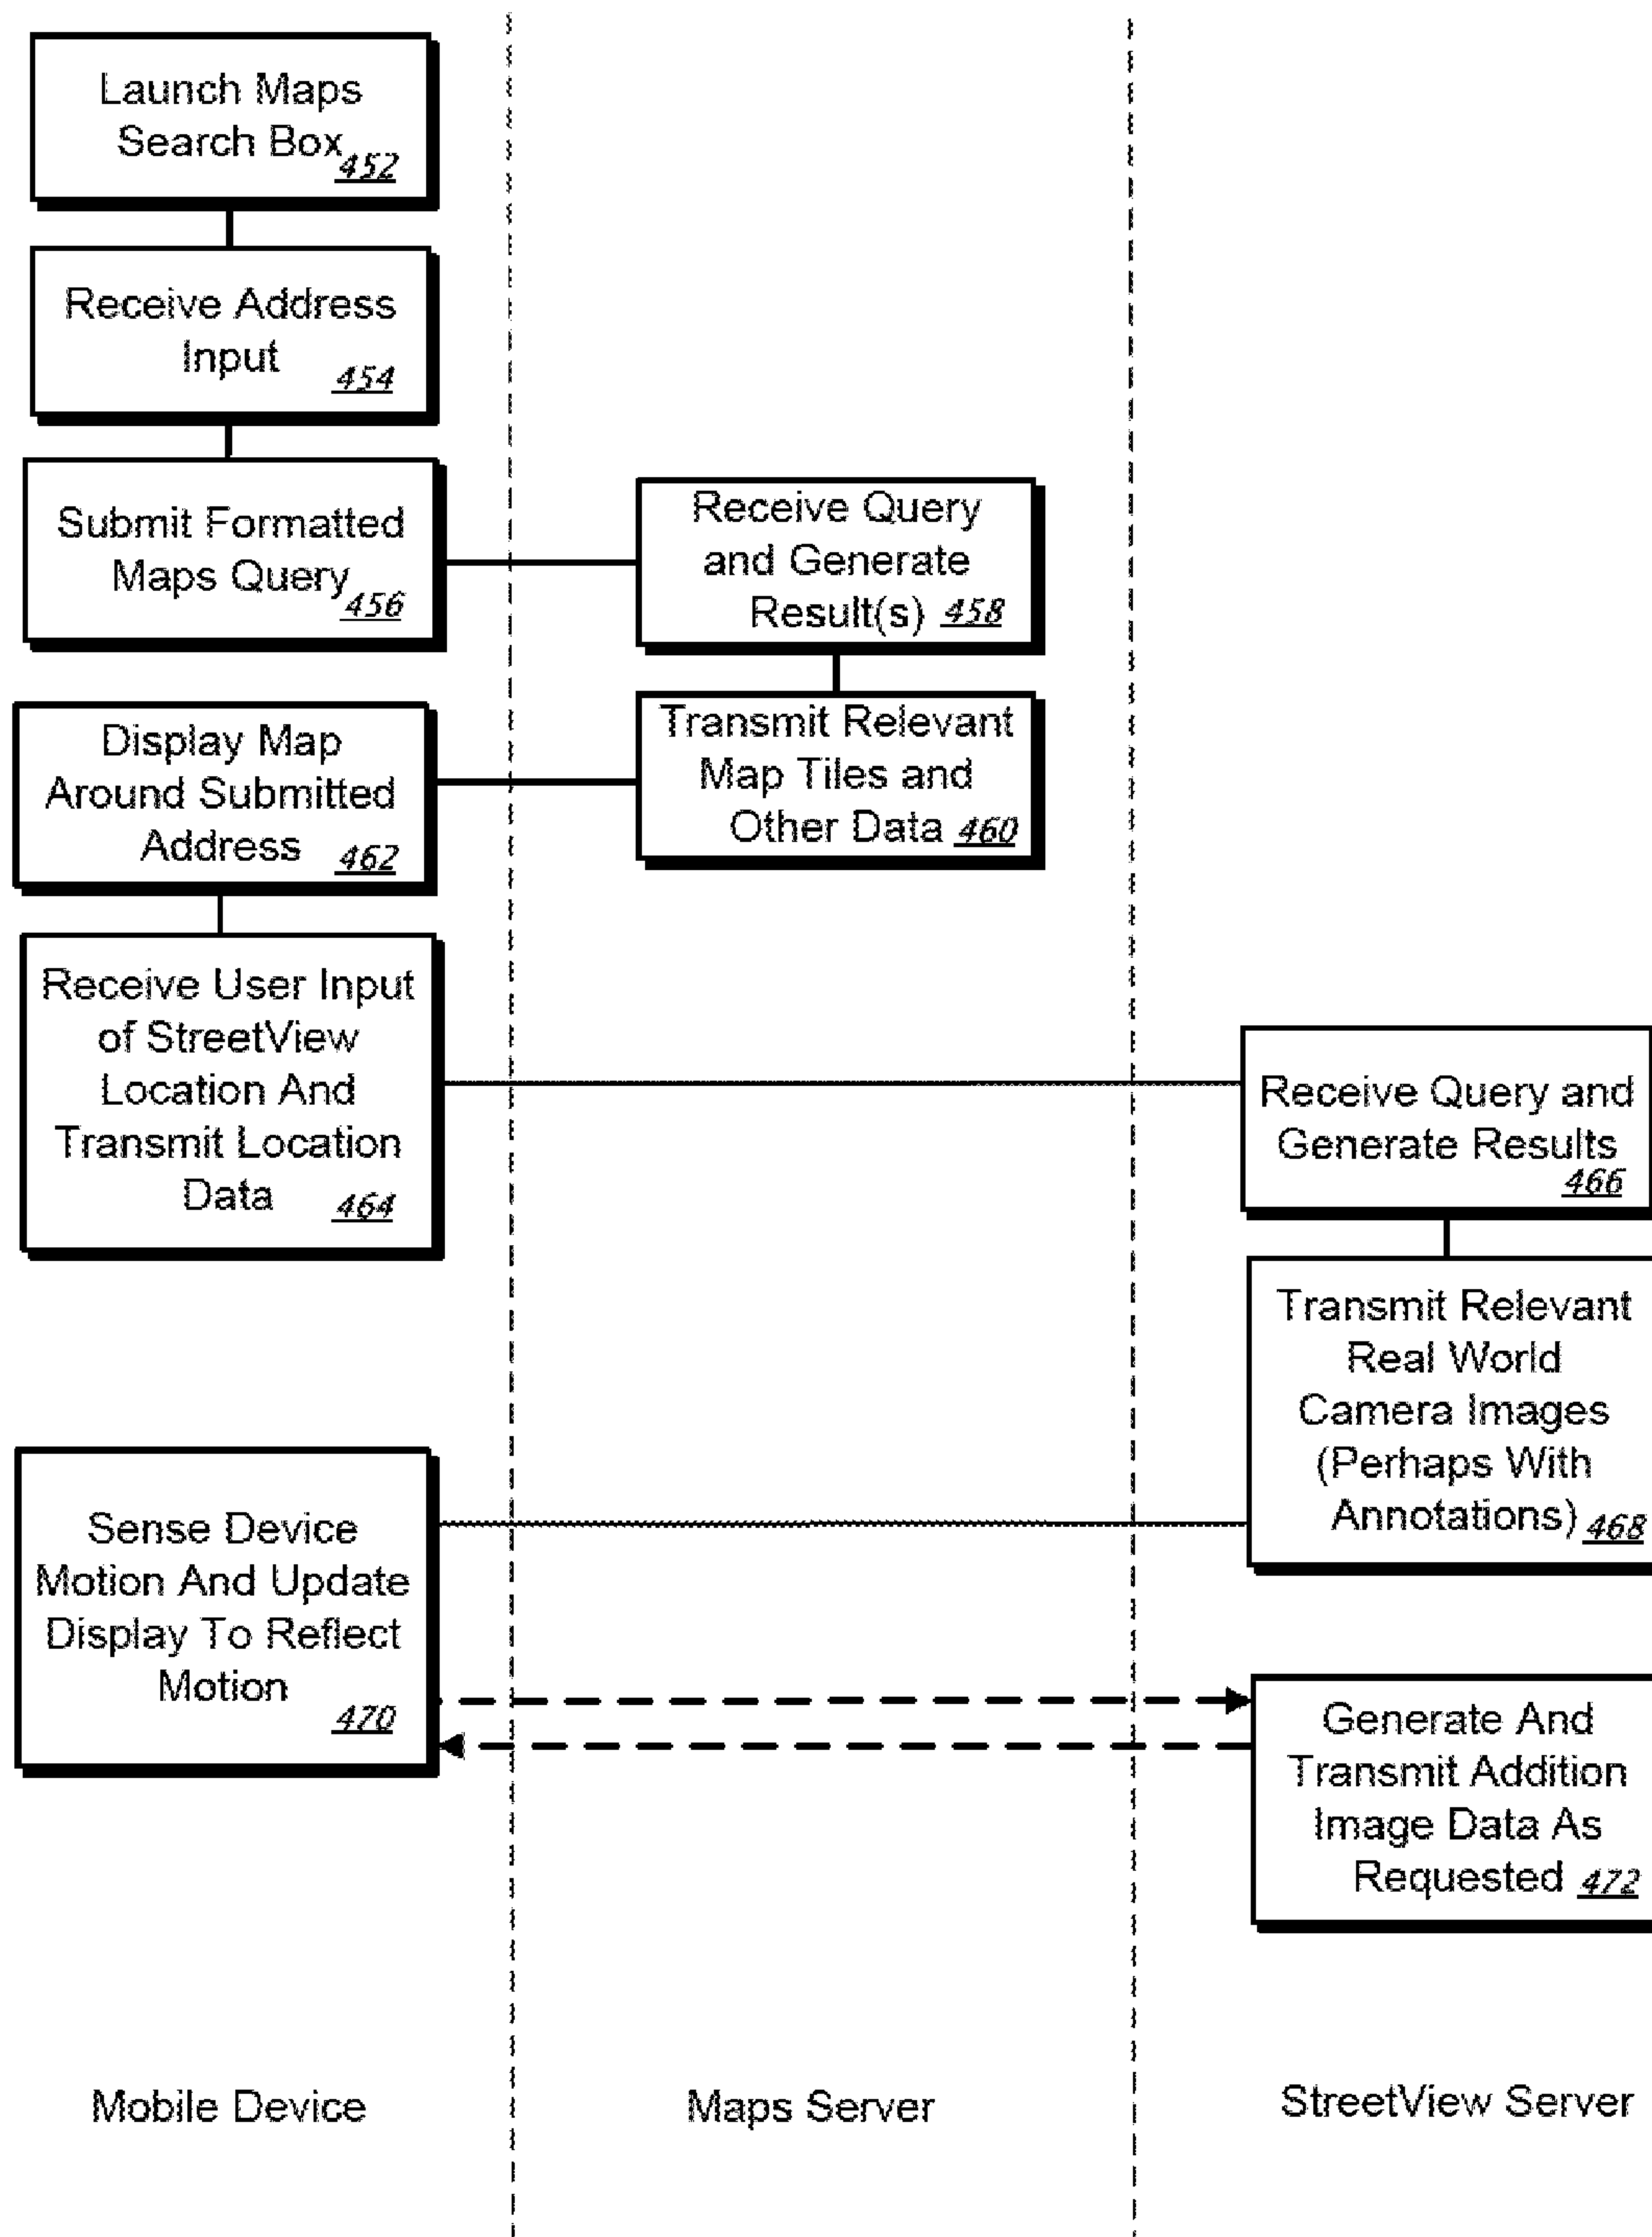 Launch Maps
Search Box
452
Receive Address
Input
454
Submit Formatted
Maps Query
456
Receive Query
and Generate
Result(s) 458
Transmit Relevant
Map Tiles and
Other Data 460
Display Map
Around Submitted
Address 462
Receive User Input
of StreetView
Location And
Transmit Location
Data 464
Receive Query and
Generate Results
466
Transmit Relevant
Real World
Camera Images
(Perhaps With
Annotations) 468
Sense Device
Motion And Update
Display To Reflect
Motion
470
Generate And
Transmit Addition
Image Data As
Requested 472
Mobile Device
Maps Server
StreetView Server